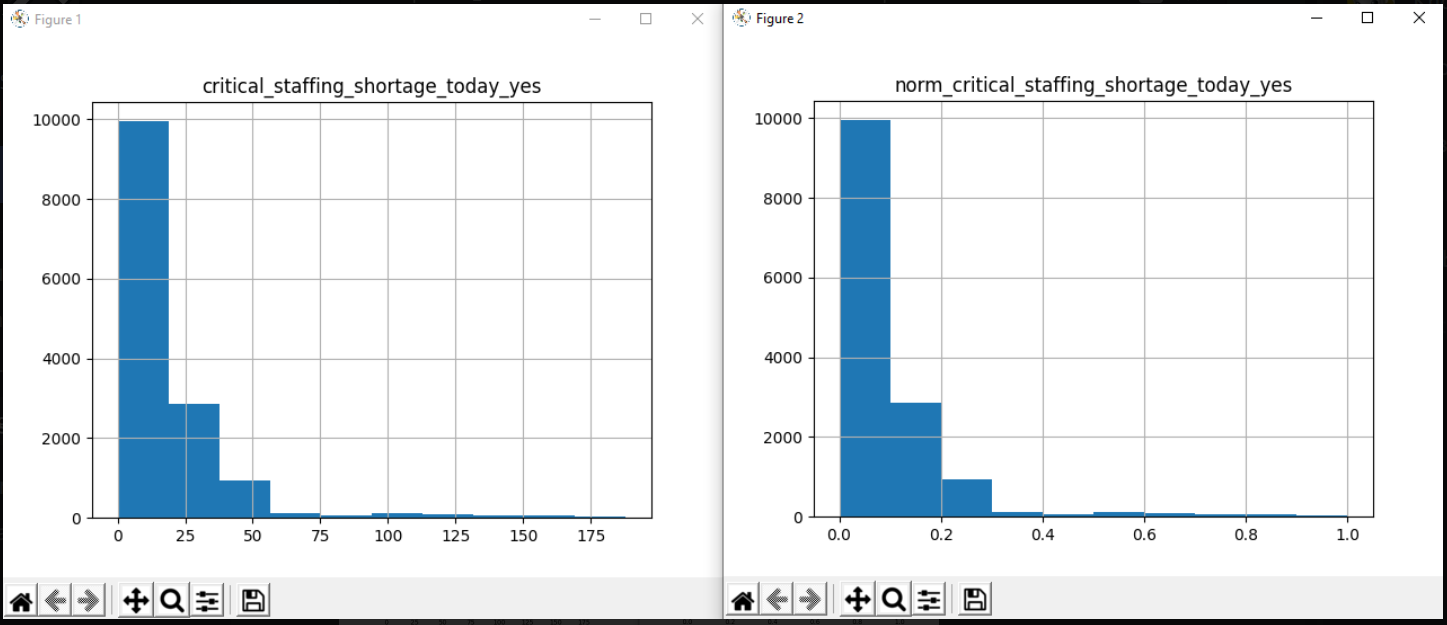 Figure 1
critical_staffing_shortage_today_yes
10000
8000
6000
4000
2000
0
0 25 50 75 100 125 150 175
Figure 2
norm_critical_staffing_shortage_today_yes
10000
8000
6000
4000
2000
0
0.0 0.2 0.4 0.6 0.8 1.0